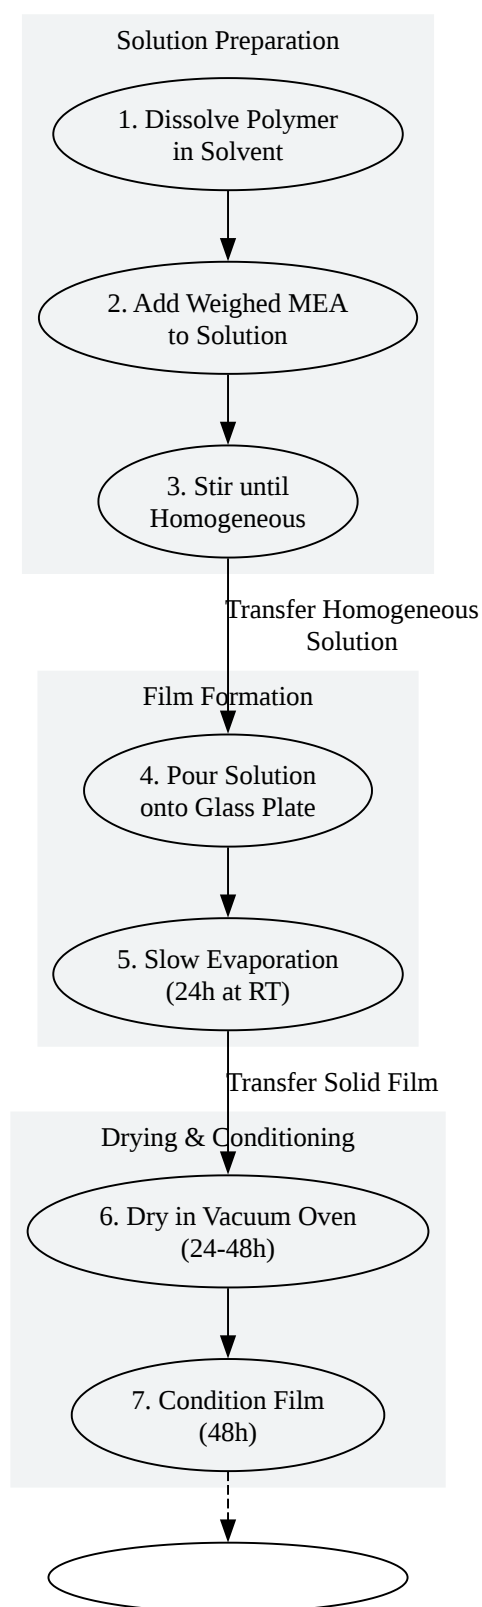 Solution Preparation
1. Dissolve Polymer
in Solvent
2. Add Weighed MEA
to Solution
3. Stir until
Homogeneous
Transfer Homogeneous
Solution
Film Formation
4. Pour Solution
onto Glass Plate
5. Slow Evaporation
(24h at RT)
Transfer Solid Film
Drying & Conditioning
6. Dry in Vacuum Oven
(24-48h)
7. Condition Film
(48h)